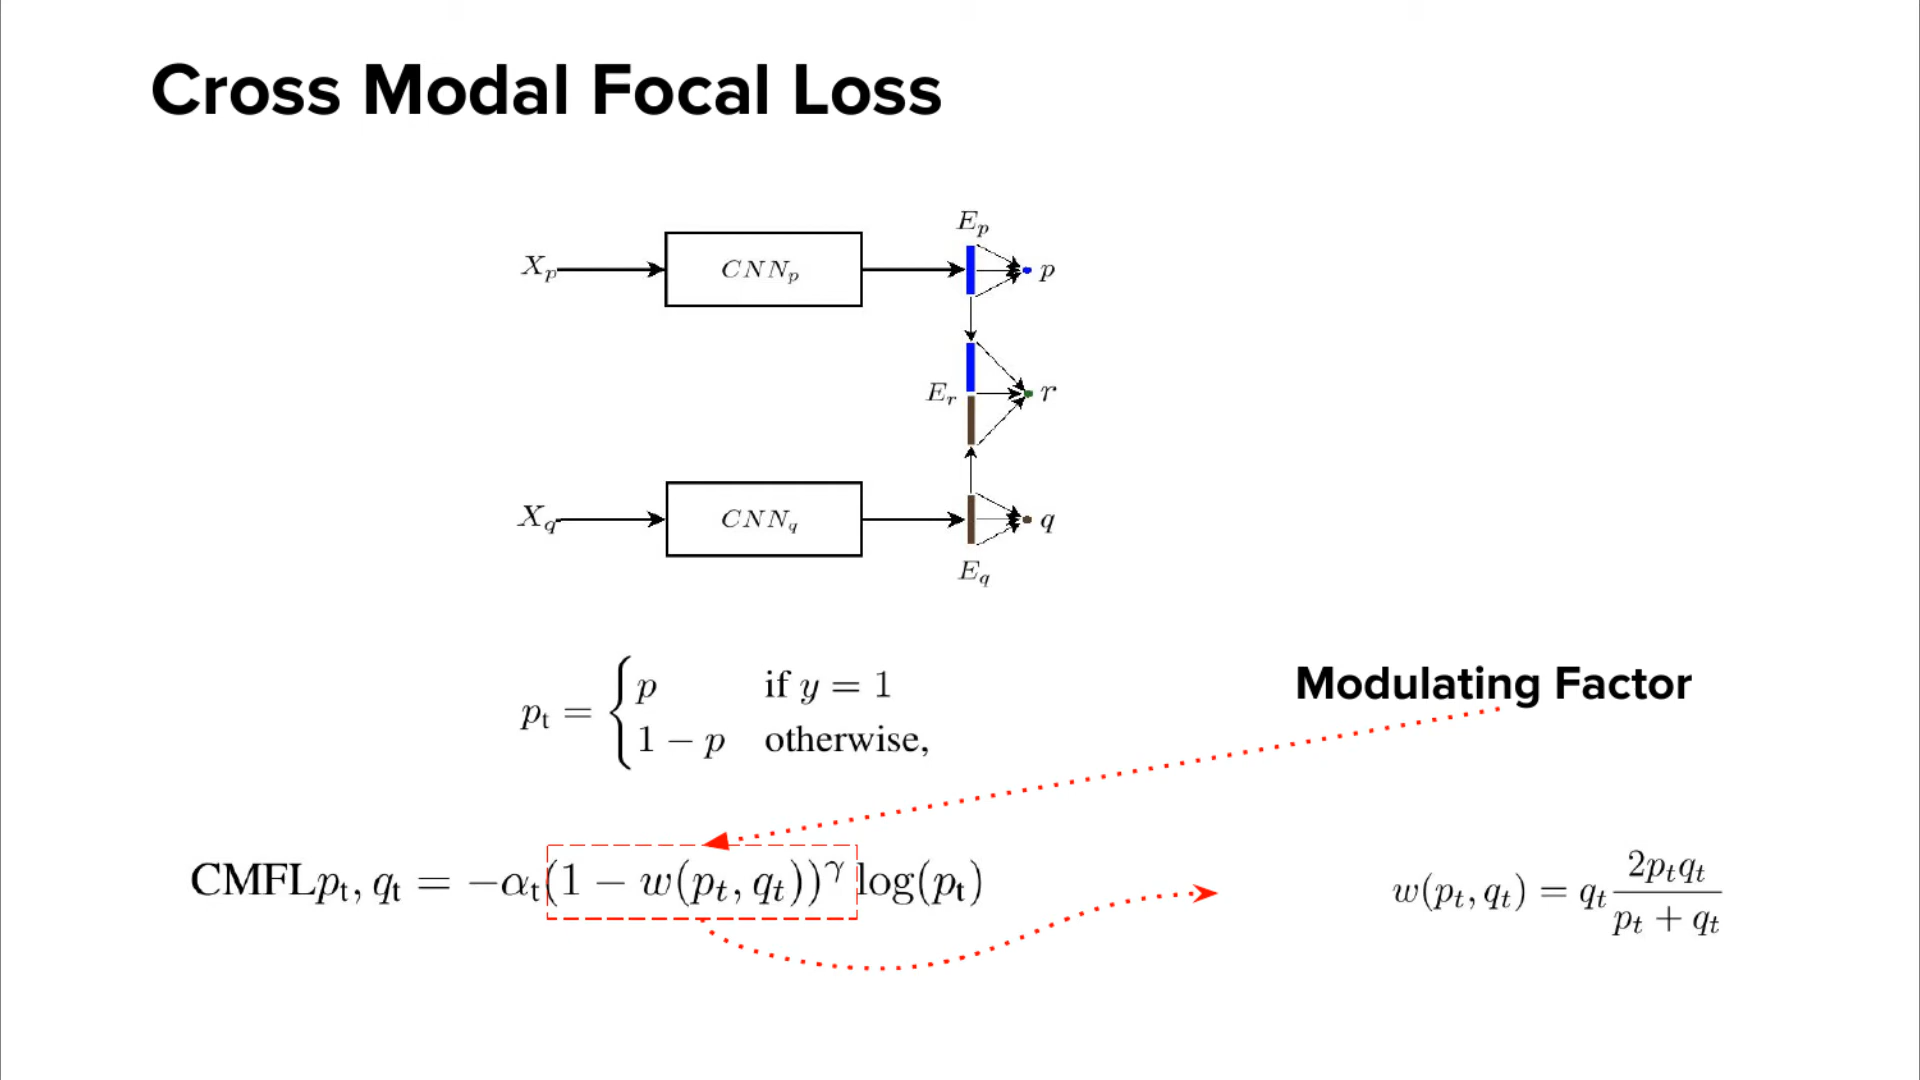 Cross Modal Focal Loss
E_p
X_p
CNN_p
p
E_r
r
X_q
CNN_q
q
E_q
p_t = { p if y = 1
1 − p otherwise,
Modulating Factor
CMFLp_t, q_t = −α_t(1 − w(p_t, q_t))^γ log(p_t)
w(p_t, q_t) = q_t \frac{2p_tq_t}{p_t + q_t}